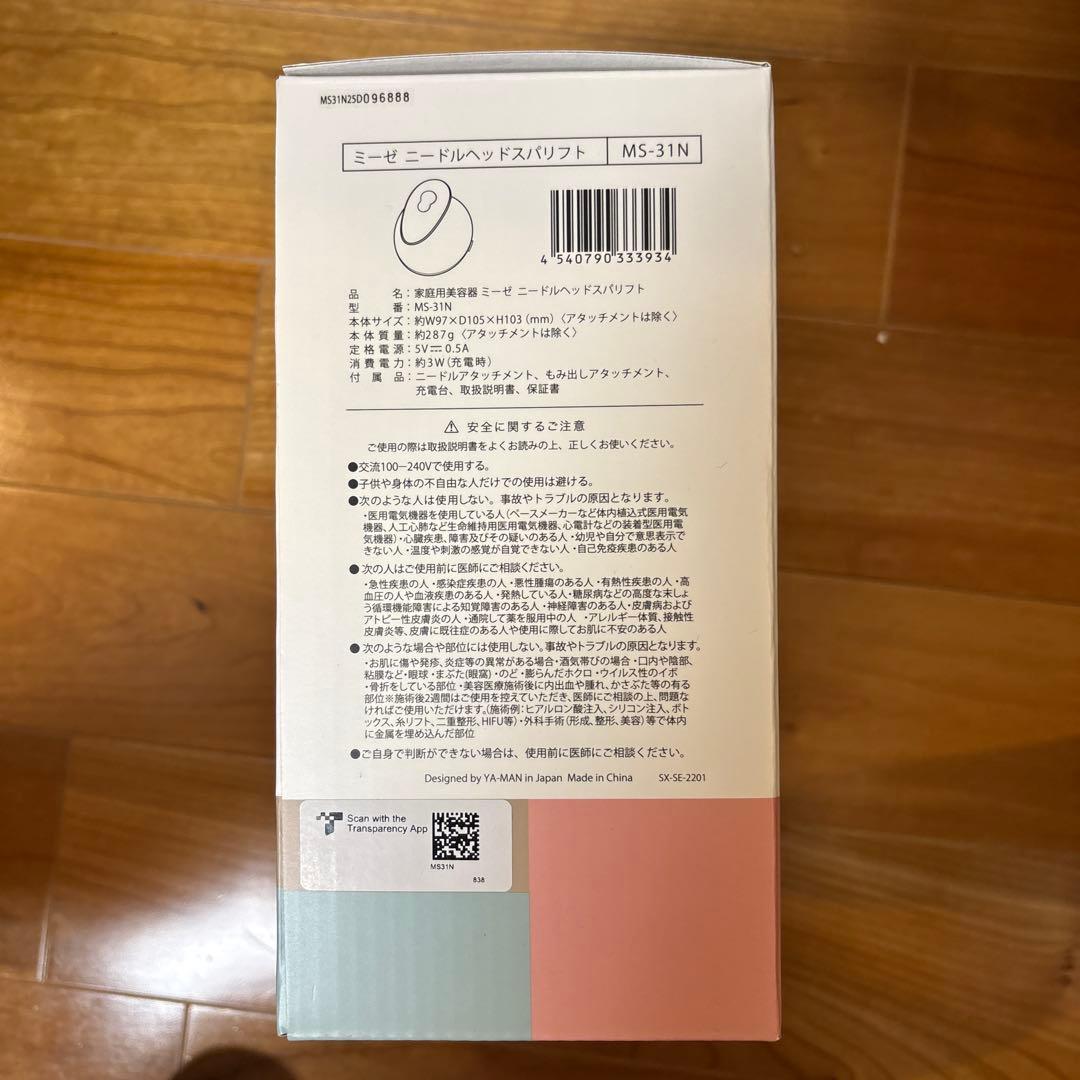 MS31N25D096888
ミーゼ ニードルヘッドスパリフト MS-31N
4 540790 333934
品名：家庭用美容器 ミーゼ ニードルヘッドスパリフト
型番：MS-31N
本体サイズ：約W97×D105×H103（mm）〈アタッチメントは除く〉
本体質量：約287g〈アタッチメントは除く〉
定格電源：5V⎓0.5A
消費電力：約3W（充電時）
付属品：ニードルアタッチメント、もみ出しアタッチメント、
充電台、取扱説明書、保証書
⚠ 安全に関するご注意
ご使用の際は取扱説明書をよくお読みの上、正しくお使いください。
●交流100－240Vで使用する。
●子供や身体の不自由な人だけでの使用は避ける。
●次のような人は使用しない。事故やトラブルの原因となります。
・医用電気機器を使用している人（ペースメーカーなど体内植込式医用電気
機器、人工心肺など生命維持用医用電気機器、心電計などの装着型医用電
気機器）・心臓疾患、障害及びその疑いのある人・幼児や自分で意思表示で
きない人・温度や刺激の感覚が自覚できない人・自己免疫疾患のある人
●次の人はご使用前に医師にご相談ください。
・急性疾患の人・感染症疾患の人・悪性腫瘍のある人・有熱性疾患の人・高
血圧の人や血液疾患のある人・発熱している人・糖尿病などの高度な末しょ
う循環機能障害による知覚障害のある人・神経障害のある人・皮膚病および
アトピー性皮膚炎の人・通院して薬を服用中の人 ・アレルギー体質、接触性
皮膚炎等、皮膚に既往症のある人や使用に際してお肌に不安のある人
●次のような場合や部位には使用しない。事故やトラブルの原因となります。
・お肌に傷や発疹、炎症等の異常がある場合・酒気帯びの場合・口内や陰部、
粘膜など・眼球・まぶた(眼窩)・のど・膨らんだホクロ・ウイルス性のイボ
・骨折をしている部位・美容医療施術後に内出血や腫れ、かさぶた等の有る
部位※施術後2週間はご使用を控えていただき、医師にご相談の上、問題な
ければご使用いただけます。(施術例：ヒアルロン酸注入、シリコン注入、ボト
ックス、糸リフト、二重整形、HIFU等)・外科手術(形成、整形、美容)等で体内
に金属を埋め込んだ部位
●ご自身で判断ができない場合は、使用前に医師にご相談ください。
Designed by YA-MAN in Japan Made in China SX-SE-2201
Scan with the
Transparency App
MS31N
838